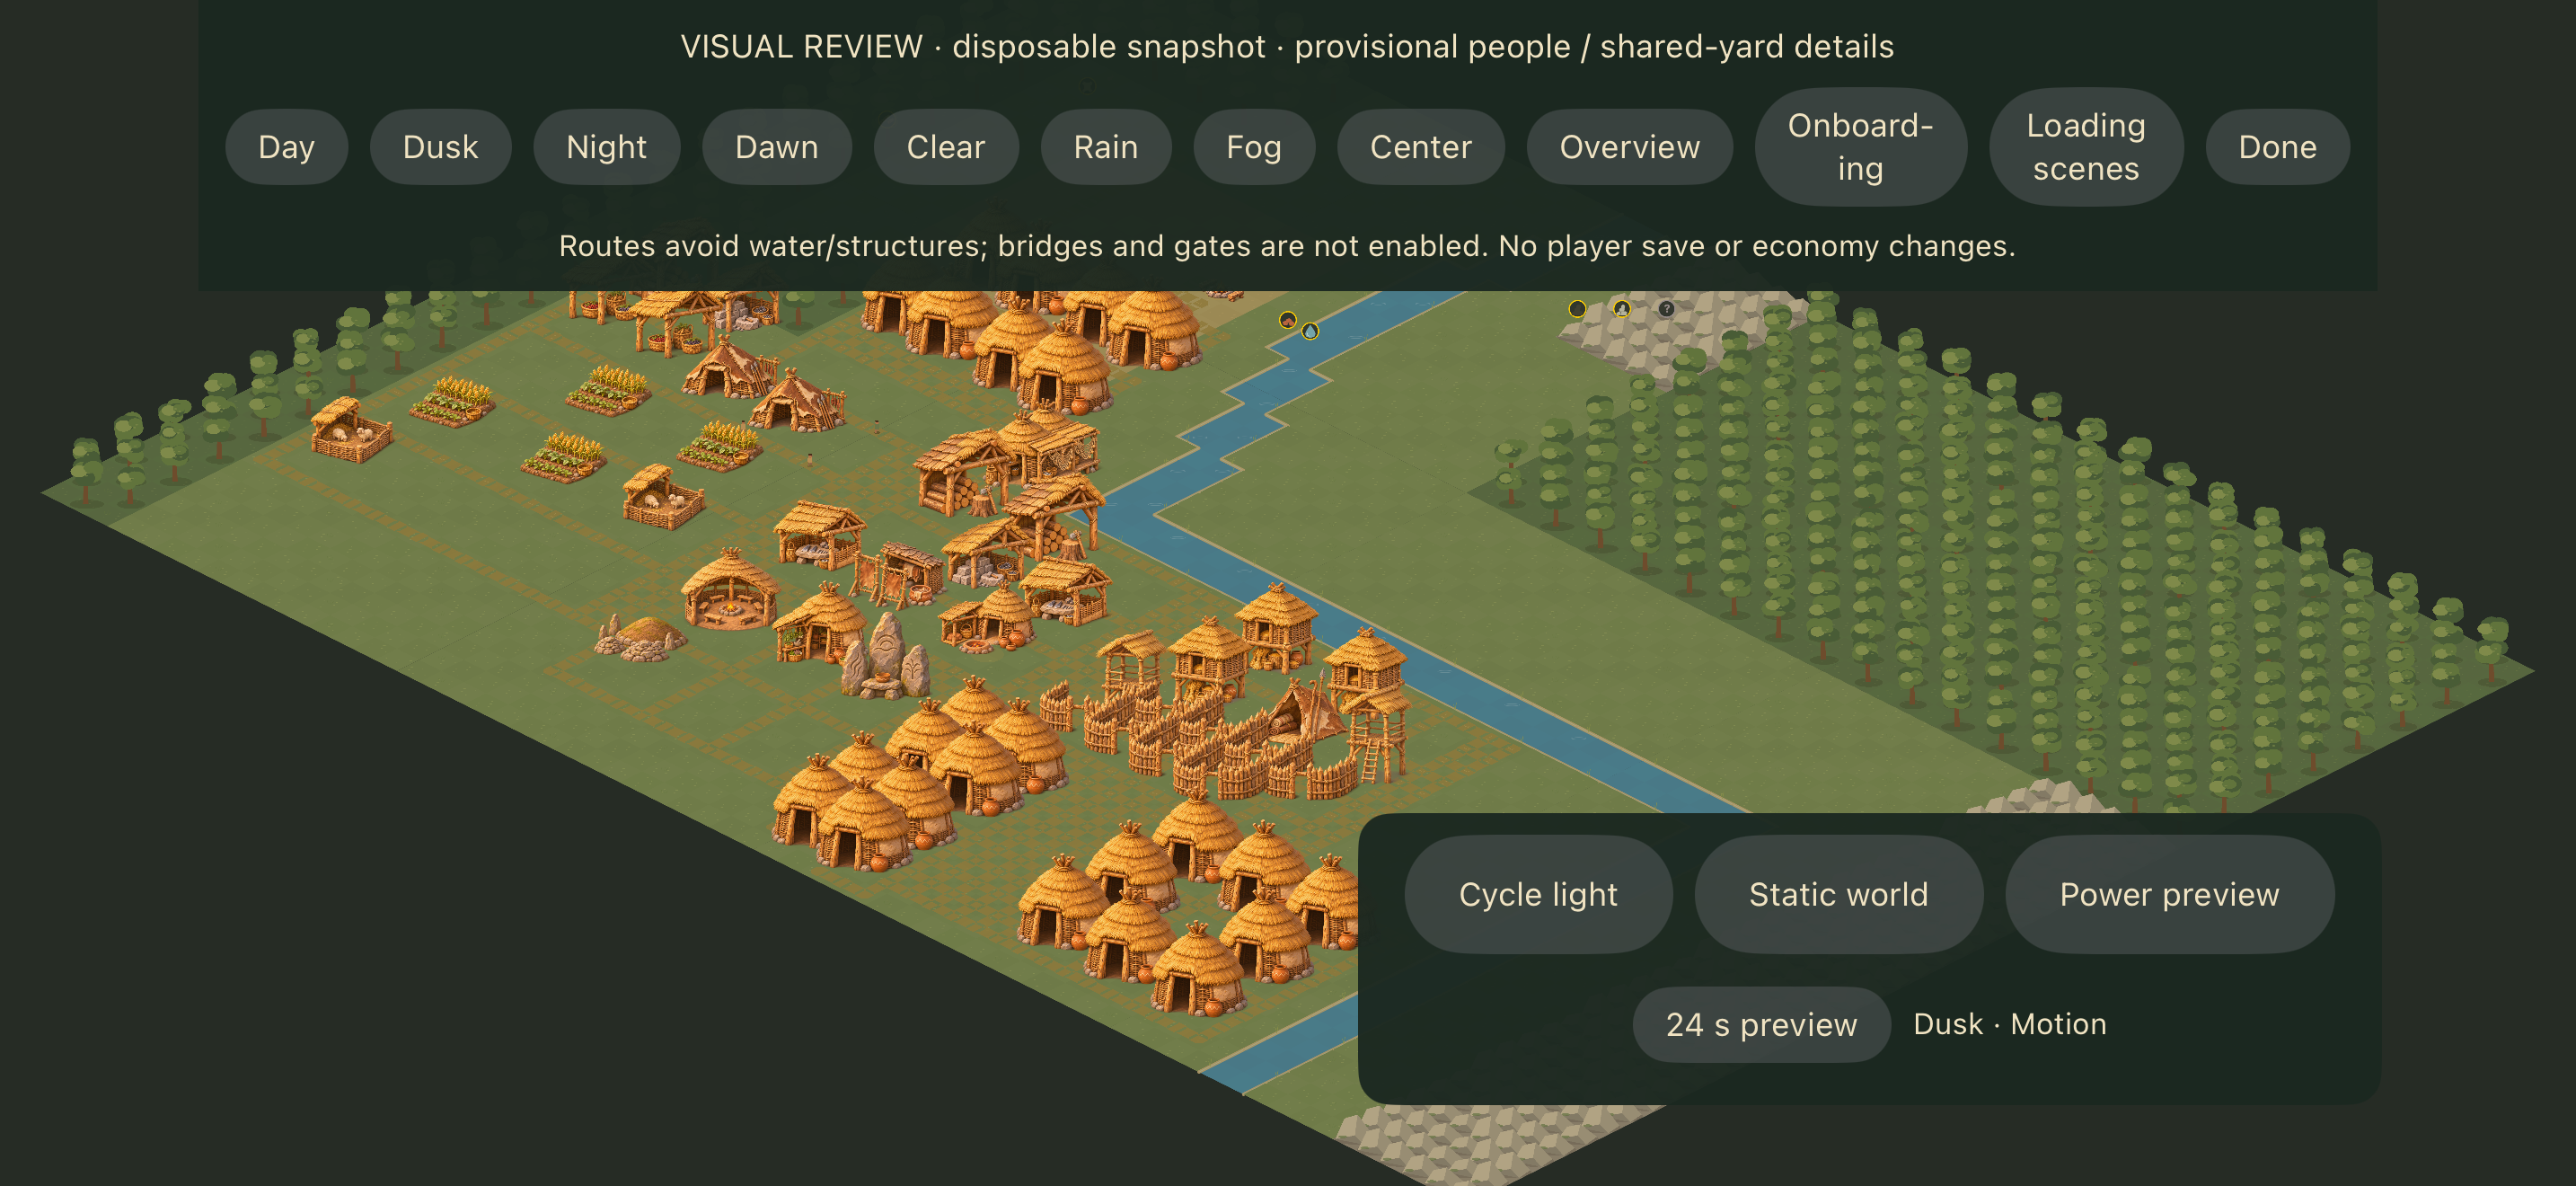 VISUAL REVIEW · disposable snapshot · provisional people / shared-yard details
Day
Dusk
Night
Dawn
Clear
Rain
Fog
Center
Overview
Onboard-
ing
Loading
scenes
Done
Routes avoid water/structures; bridges and gates are not enabled. No player save or economy changes.
?
Cycle light
Static world
Power preview
24 s preview
Dusk · Motion